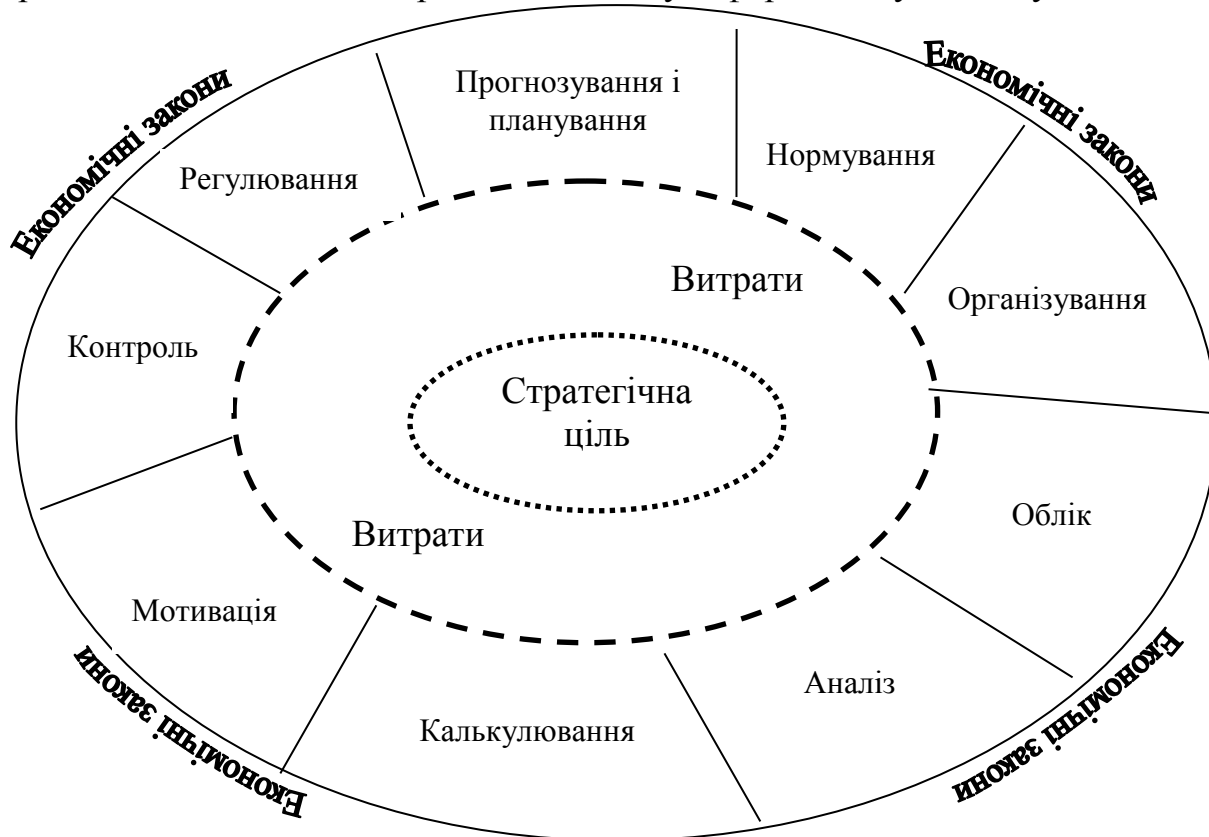 Економічні закони
Економічні закони
Прогнозування і
планування
Нормування
Регулювання
Витрати
Організування
Контроль
Стратегічна
ціль
Облік
Витрати
Мотивація
Аналіз
Калькулювання
Економічні закони
Економічні закони